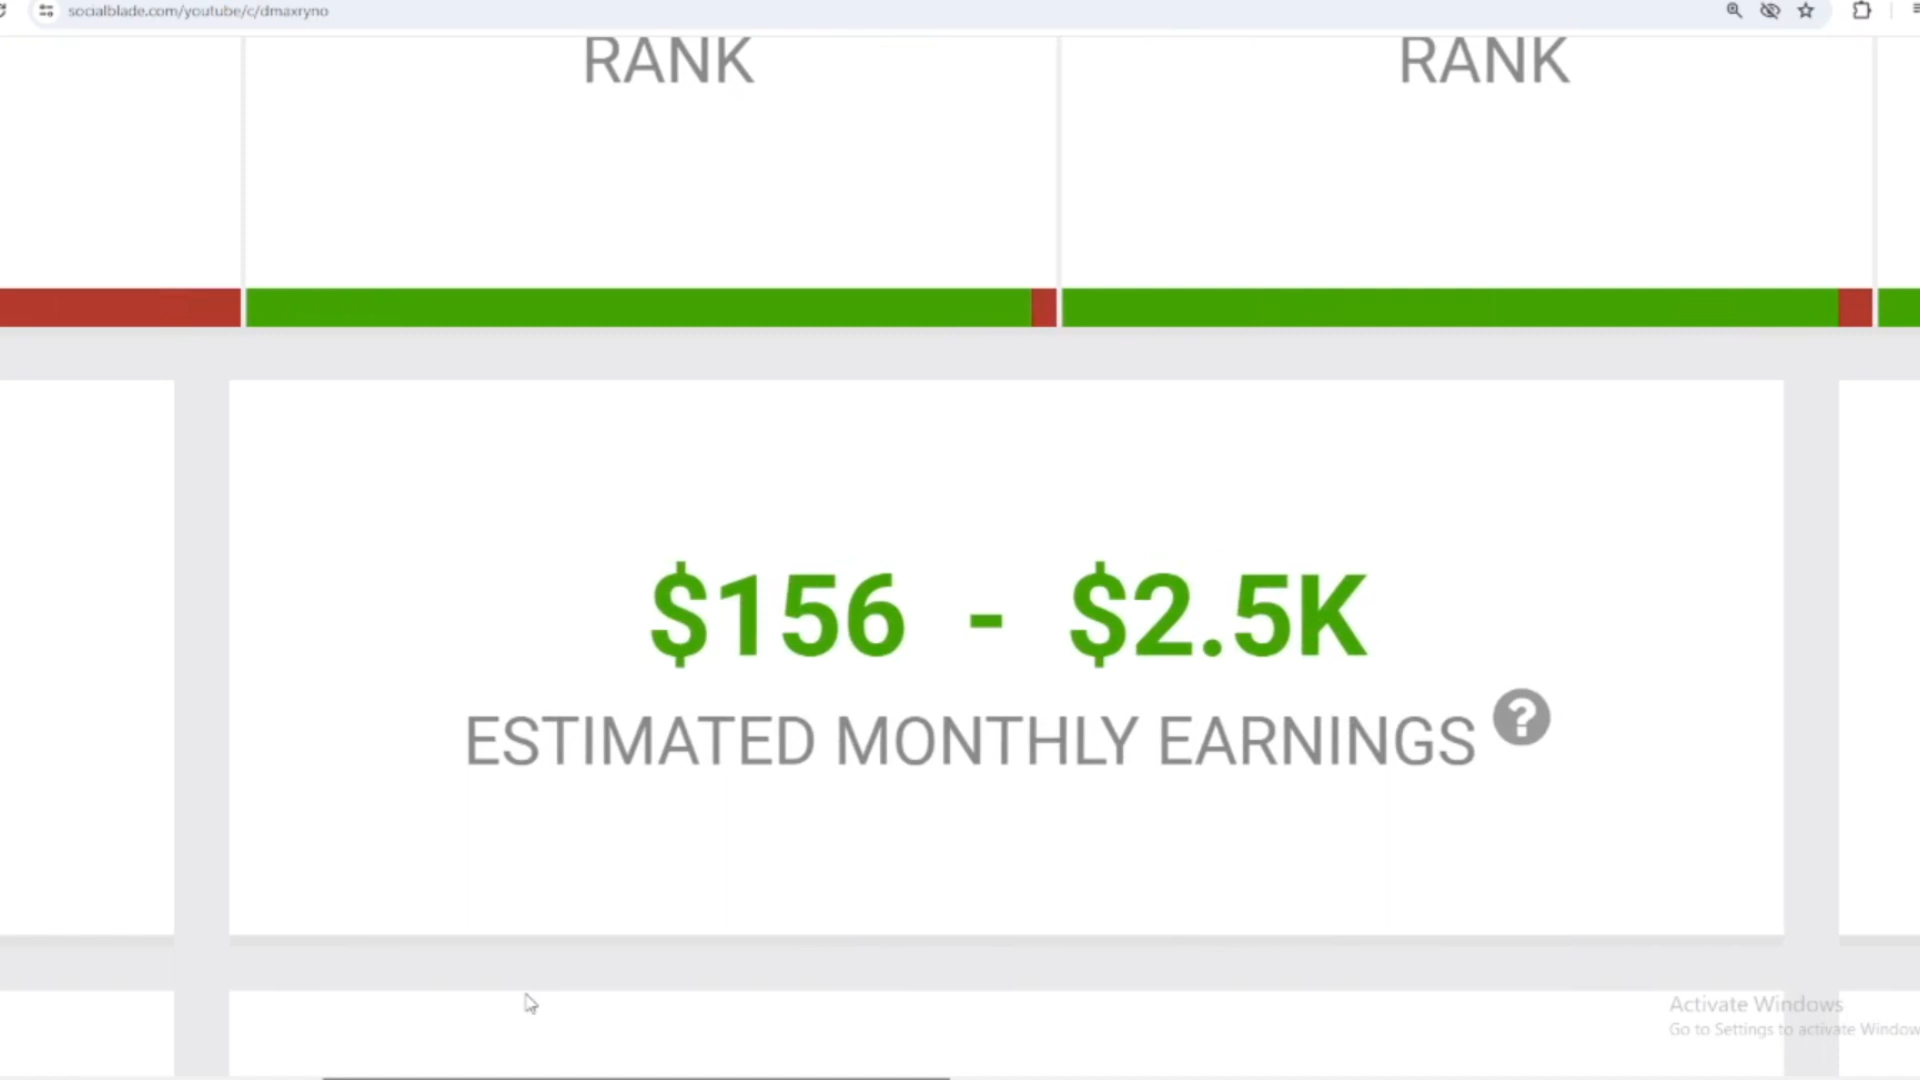 socialblade.com/youtube/c/dmaxryno
RANK RANK
$156 - $2.5K
ESTIMATED MONTHLY EARNINGS ?
Activate Windows
Go to Settings to activate Window